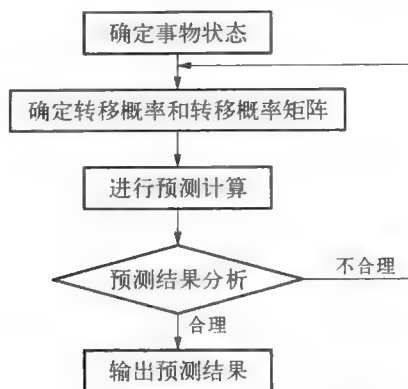 确定事物状态
确定转移概率和转移概率矩阵
进行预测计算
预测结果分析
不合理
合理
输出预测结果